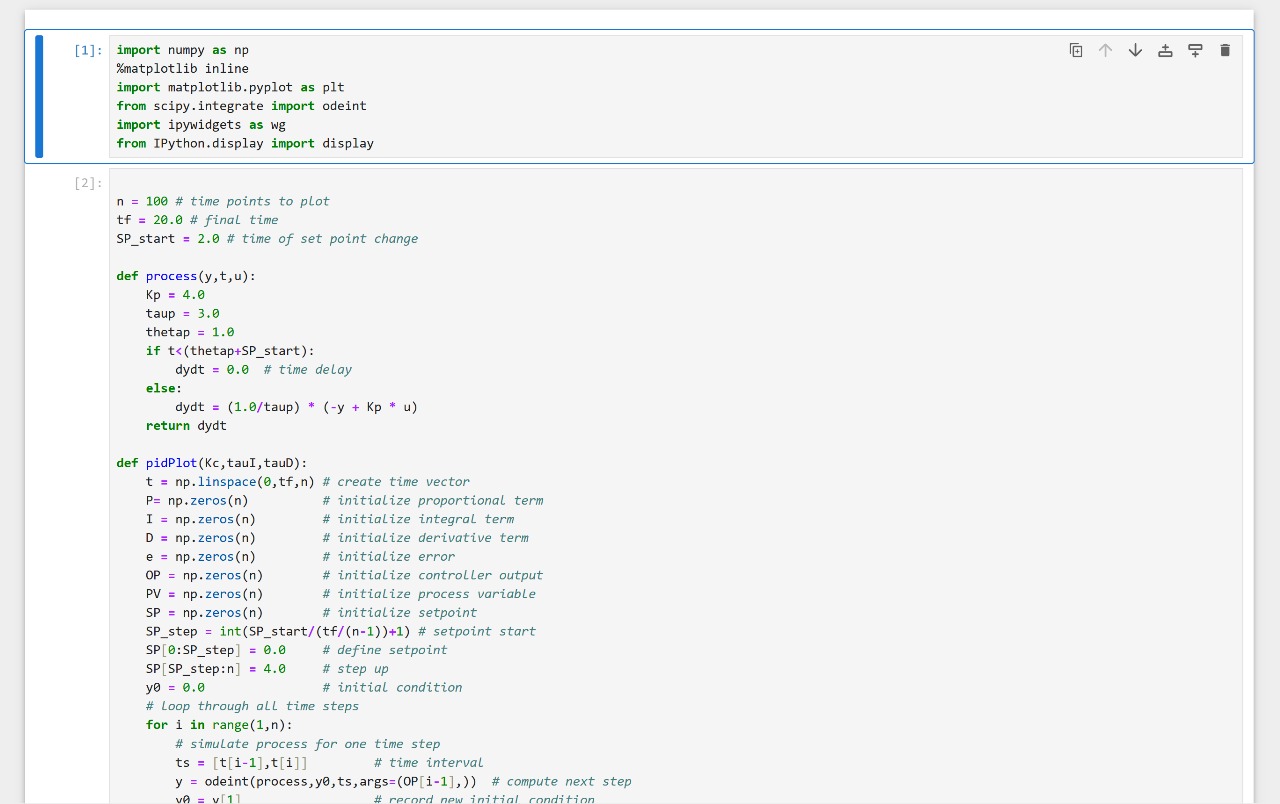 [1]:
import numpy as np
%matplotlib inline
import matplotlib.pyplot as plt
from scipy.integrate import odeint
import ipywidgets as wg
from IPython.display import display
[2]:
n = 100 # time points to plot
tf = 20.0 # final time
SP_start = 2.0 # time of set point change
def process(y,t,u):
    Kp = 4.0
    taup = 3.0
    thetap = 1.0
    if t<(thetap+SP_start):
        dydt = 0.0  # time delay
    else:
        dydt = (1.0/taup) * (-y + Kp * u)
    return dydt
def pidPlot(Kc,tauI,tauD):
    t = np.linspace(0,tf,n) # create time vector
    P= np.zeros(n)          # initialize proportional term
    I = np.zeros(n)         # initialize integral term
    D = np.zeros(n)         # initialize derivative term
    e = np.zeros(n)         # initialize error
    OP = np.zeros(n)        # initialize controller output
    PV = np.zeros(n)        # initialize process variable
    SP = np.zeros(n)        # initialize setpoint
    SP_step = int(SP_start/(tf/(n-1))+1) # setpoint start
    SP[0:SP_step] = 0.0     # define setpoint
    SP[SP_step:n] = 4.0     # step up
    y0 = 0.0                # initial condition
    # loop through all time steps
    for i in range(1,n):
        # simulate process for one time step
        ts = [t[i-1],t[i]]         # time interval
        y = odeint(process,y0,ts,args=(OP[i-1],))  # compute next step
        y0 = y[1]                  # record new initial condition